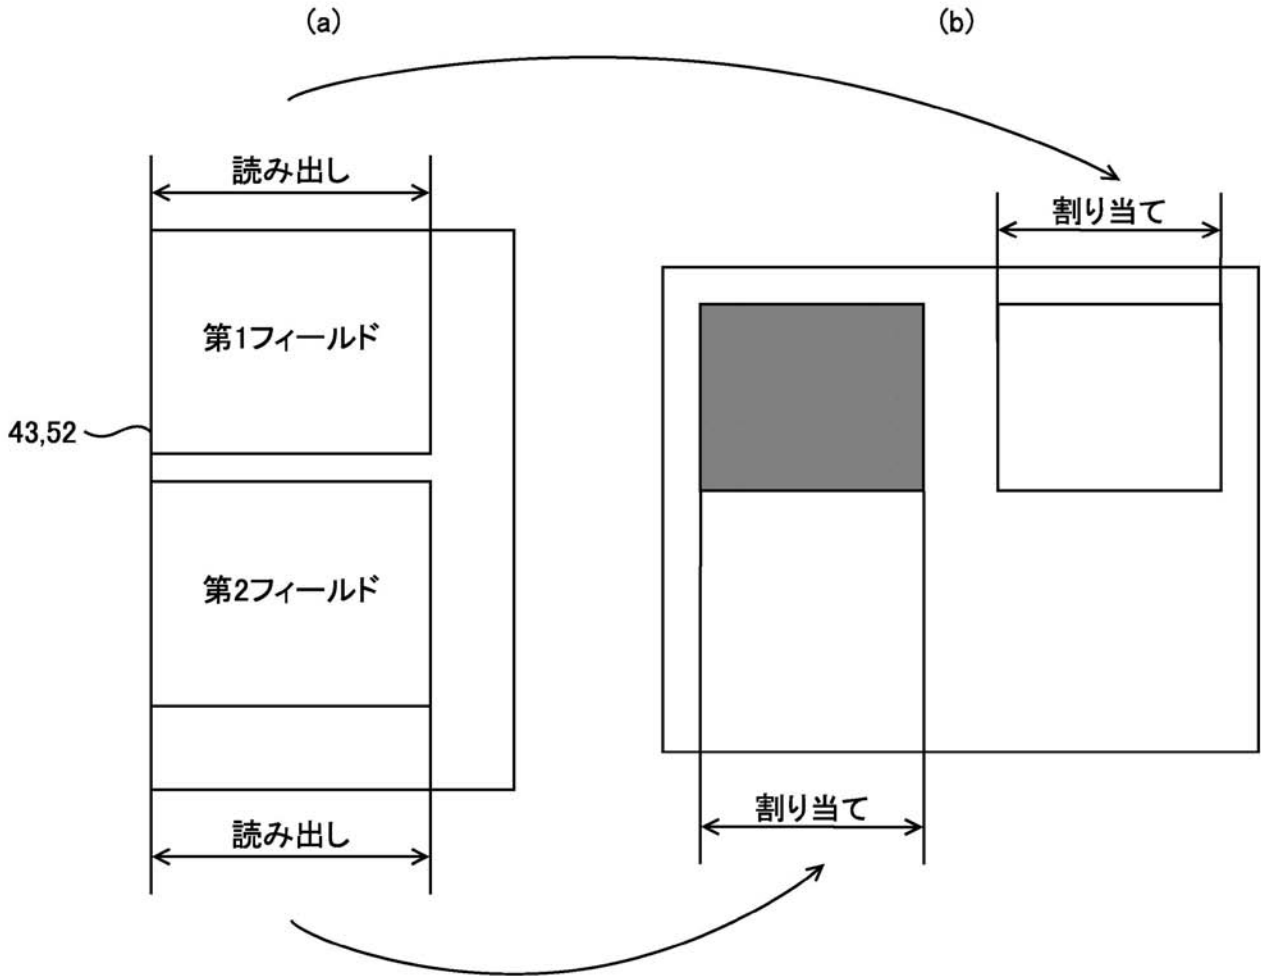 (a)
(b)
読み出し
割り当て
第1フィールド
43,52
第2フィールド
割り当て
読み出し